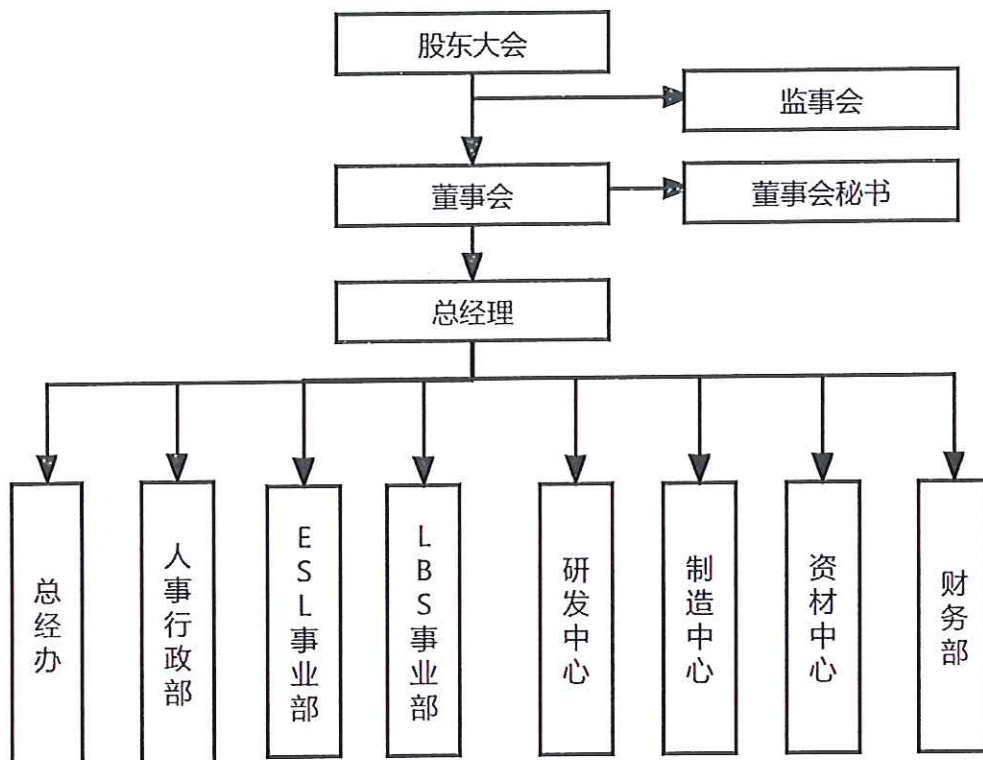 股东大会
监事会
董事会
董事会秘书
总经理
总经办
人事行政部
ESL事业部
LBS事业部
研发中心
制造中心
资材中心
财务部